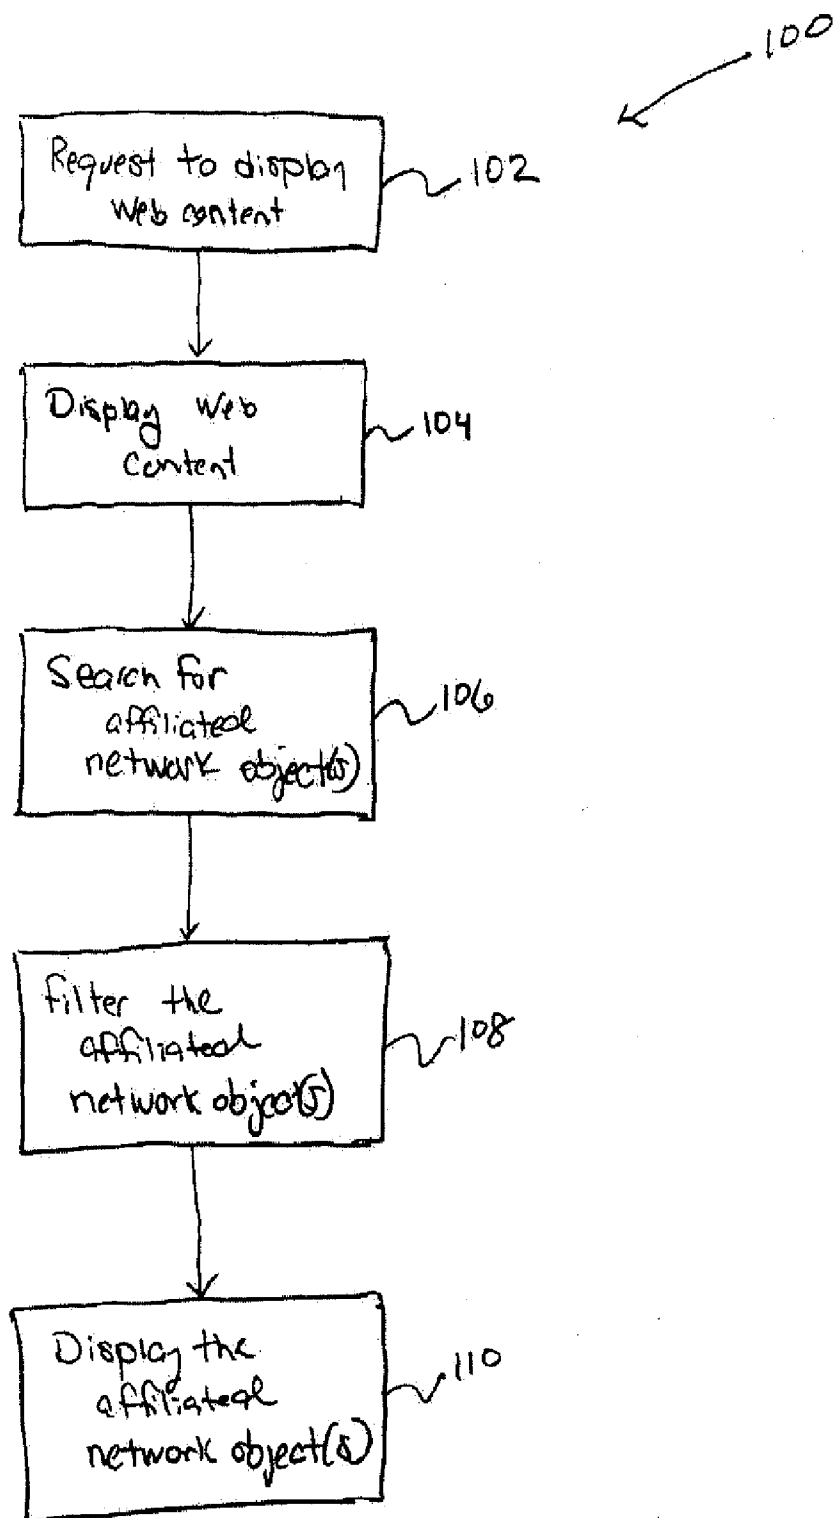 100
Request to display
Web content
102
Display Web
content
104
Search for
affiliated
network object(s)
106
Filter the
affiliated
network object(s)
108
Display the
affiliated
network object(s)
110